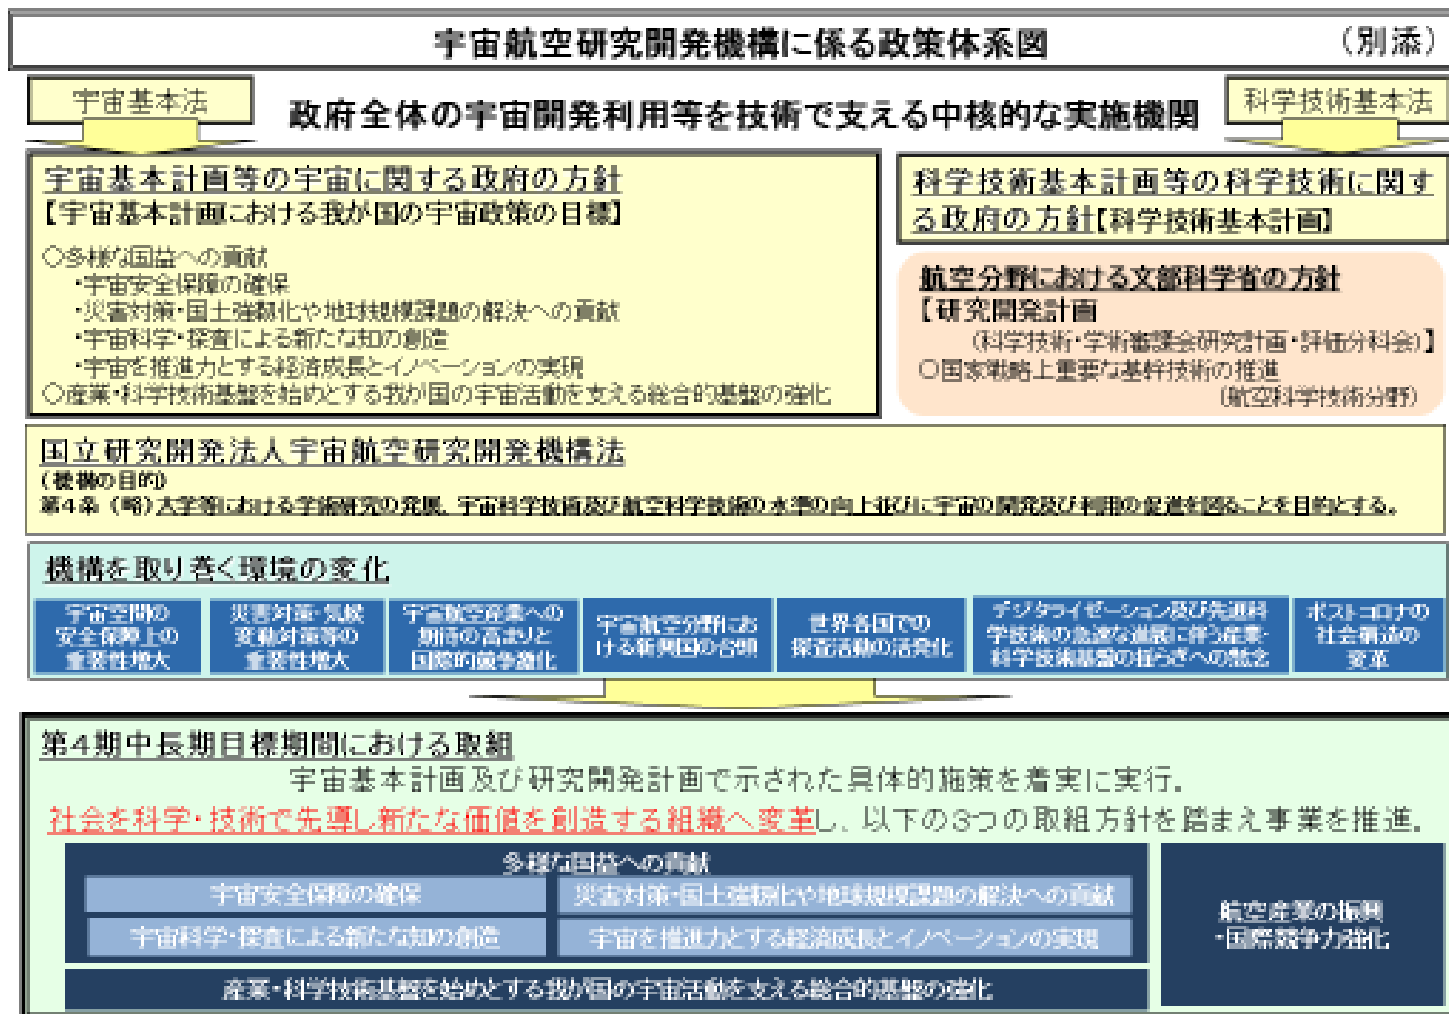 宇宙航空研究開発機構に係る政策体系図
(別添)
宇宙基本法
政府全体の宇宙開発利用等を技術で支える中核的な実施機関
科学技術基本法
宇宙基本計画等の宇宙に関する政府の方針
【宇宙基本計画における我が国の宇宙政策の目標】
○多様な国益への貢献
・宇宙安全保障の確保
・災害対策・国土強靭化や地球規模課題の解決への貢献
・宇宙科学・探査による新たな知の創造
・宇宙を推進力とする経済成長とイノベーションの実現
○産業・科学技術基盤を始めとする我が国の宇宙活動を支える総合的基盤の強化
科学技術基本計画等の科学技術に関す
る政府の方針【科学技術基本計画】
航空分野における文部科学省の方針
【研究開発計画
(科学技術・学術審議会研究計画・評価分科会)】
○国家戦略上重要な基幹技術の推進
(航空科学技術分野)
国立研究開発法人宇宙航空研究開発機構法
(機構の目的)
第4条 (略)大学等における学術研究の発展、宇宙科学技術及び航空科学技術の水準の向上並びに宇宙の開発及び利用の促進を図ることを目的とする。
機構を取り巻く環境の変化
宇宙空間の
安全保障上の
重要性増大
災害対策・気候
変動対策等の
重要性増大
宇宙航空産業への
期待の高まりと
国際的競争激化
宇宙航空分野にお
ける新興国の台頭
世界各国での
探査活動の活発化
デジタライゼーション及び先進科
学技術の急速な進展に伴う産業・
科学技術基盤の揺らぎへの懸念
ポストコロナの
社会構造の
変革
第4期中長期目標期間における取組
宇宙基本計画及び研究開発計画で示された具体的施策を着実に実行。
社会を科学・技術で先導し新たな価値を創造する組織へ変革し、以下の3つの取組方針を踏まえ事業を推進。
多様な国益への貢献
宇宙安全保障の確保
災害対策・国土強靭化や地球規模課題の解決への貢献
宇宙科学・探査による新たな知の創造
宇宙を推進力とする経済成長とイノベーションの実現
産業・科学技術基盤を始めとする我が国の宇宙活動を支える総合的基盤の強化
航空産業の振興
・国際競争力強化